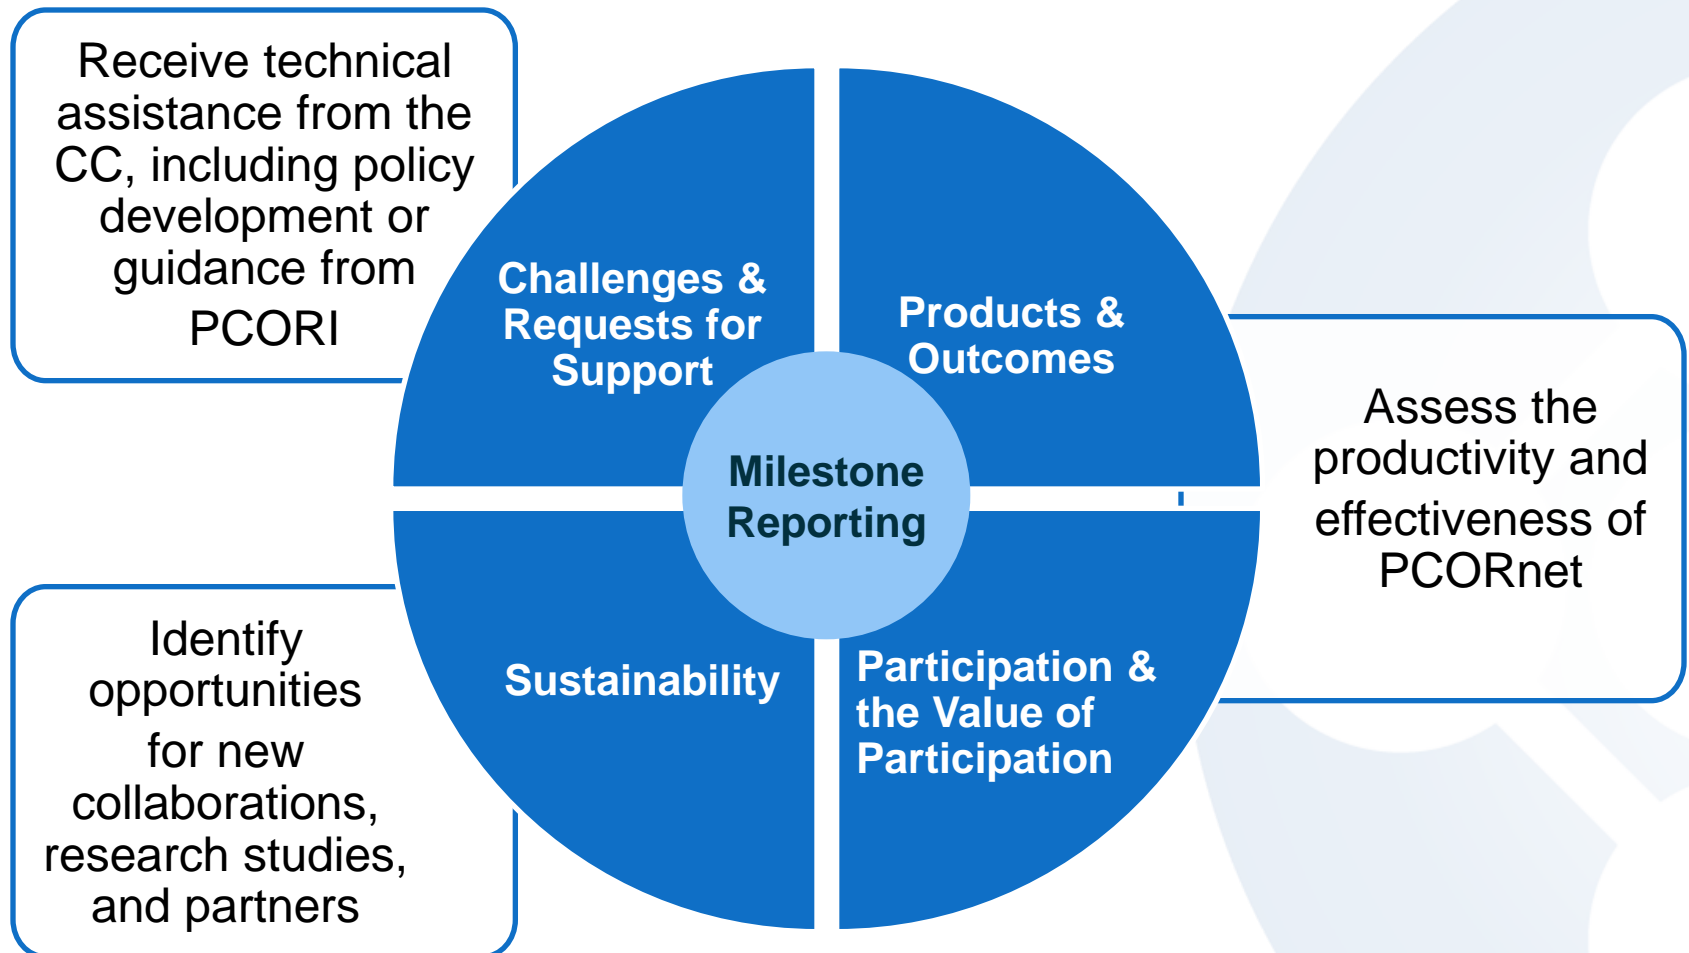 Receive technical
assistance from the
CC, including policy
development or
guidance from
PCORI
Challenges &
Requests for
Support
Products &
Outcomes
Assess the
productivity and
effectiveness of
PCORnet
Milestone
Reporting
Identify
opportunities
for new
collaborations,
research studies,
and partners
Sustainability
Participation &
the Value of
Participation